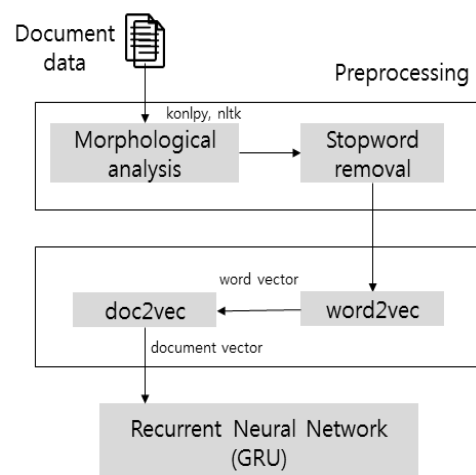 Document
data
Preprocessing
konlpy, nltk
Morphological
analysis
Stopword
removal
word vector
doc2vec
word2vec
document vector
Recurrent Neural Network
(GRU)